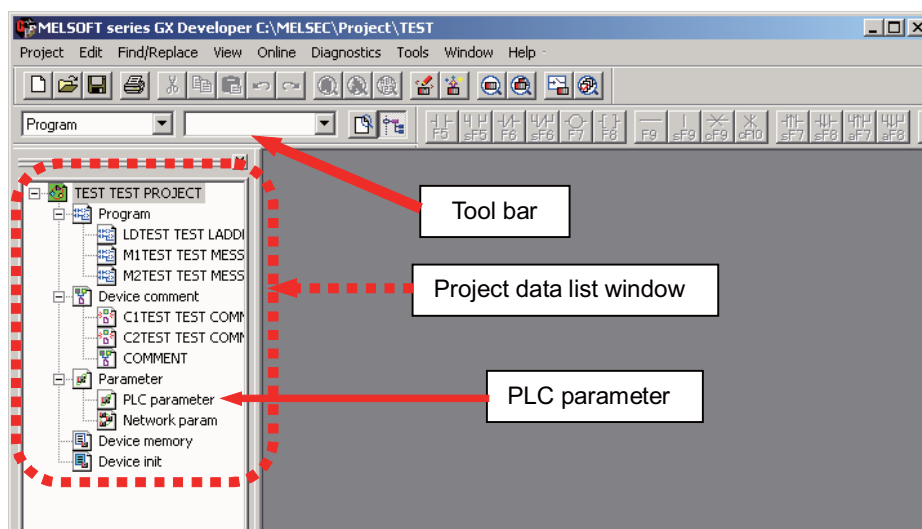 MELSOFT series GX Developer C:\MELSEC\Project\TEST
Project Edit Find/Replace View Online Diagnostics Tools Window Help
Program
F5 sF5 F6 sF6 F7 F8 F9 sF9 cF9 cF10 sF7 sF8 aF7 aF8
Tool bar
TEST TEST PROJECT
Program
LDTEST TEST LADD
M1TEST TEST MESS
M2TEST TEST MESS
Device comment
C1TEST TEST COMM
C2TEST TEST COMM
COMMENT
Parameter
PLC parameter
Network param
Device memory
Device init
Project data list window
PLC parameter